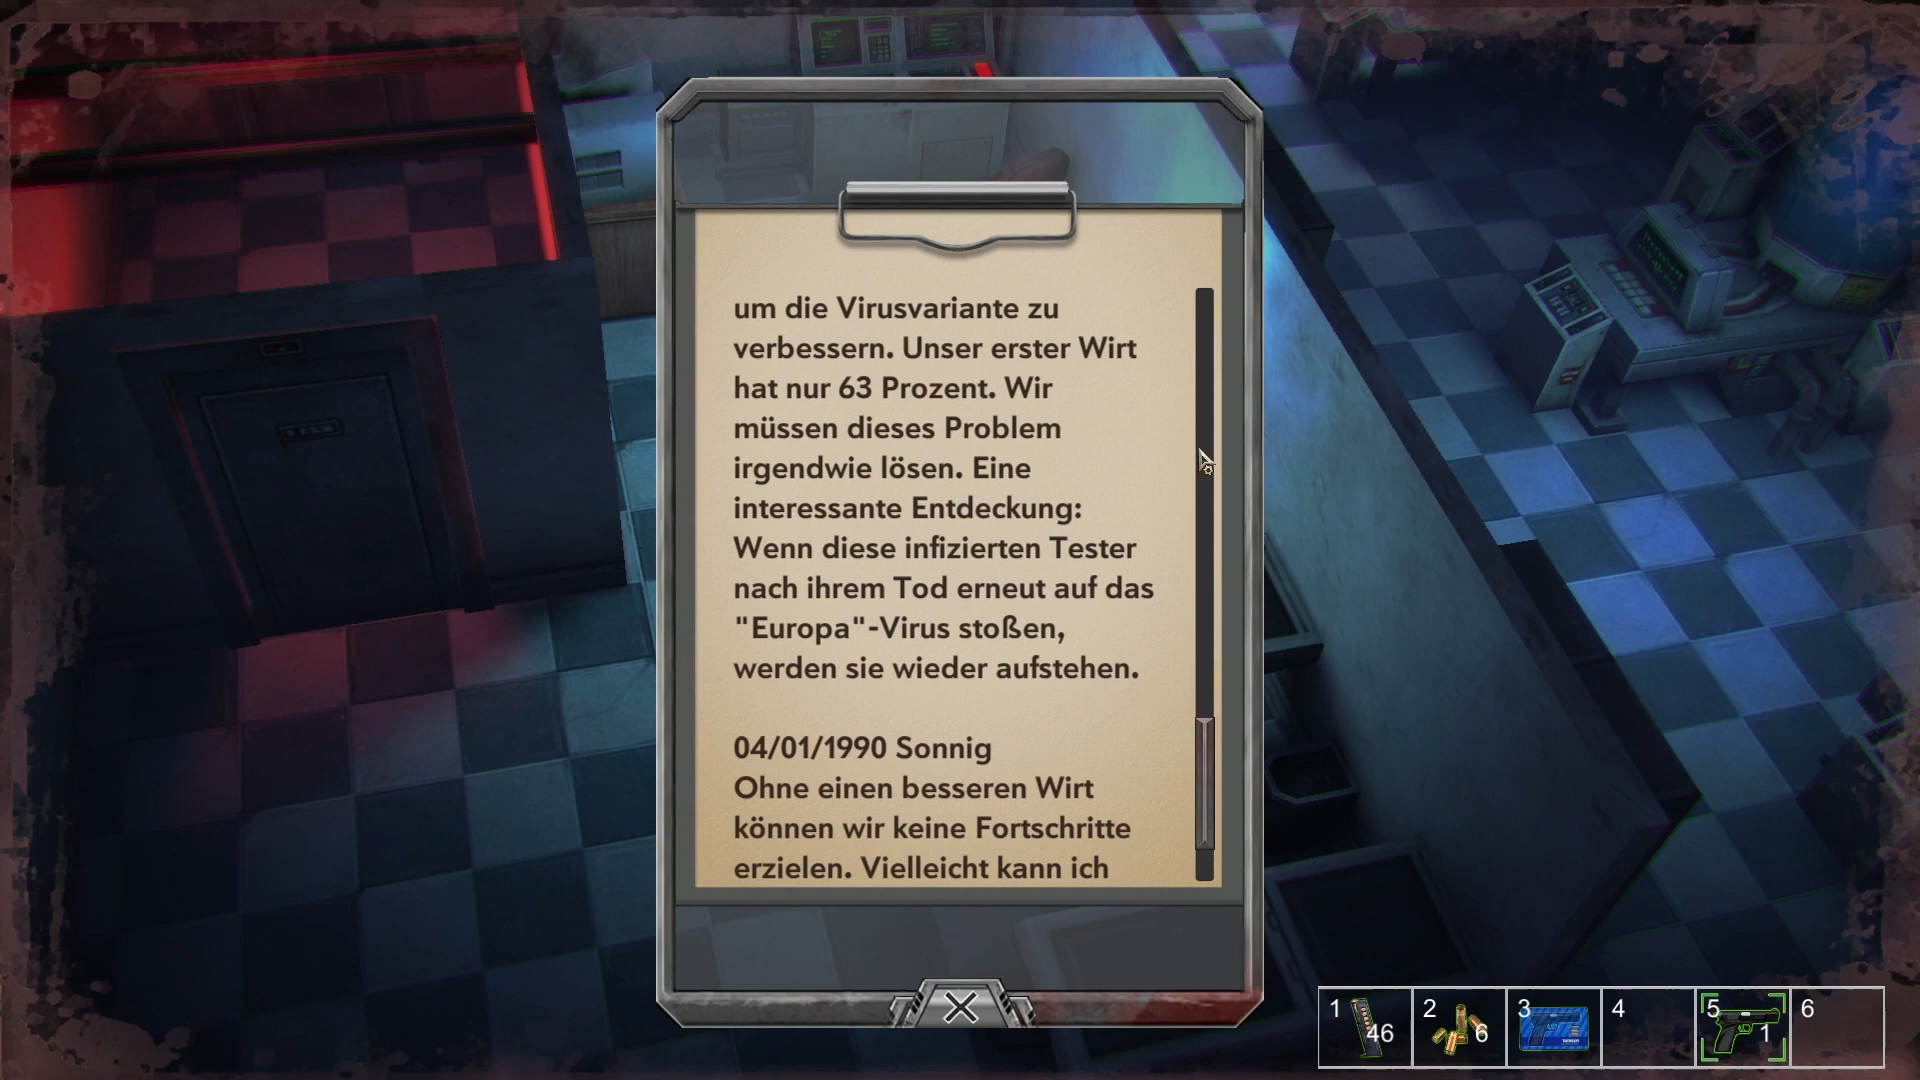 um die Virusvariante zu
verbessern. Unser erster Wirt
hat nur 63 Prozent. Wir
müssen dieses Problem
irgendwie lösen. Eine
interessante Entdeckung:
Wenn diese infizierten Tester
nach ihrem Tod erneut auf das
"Europa"-Virus stoßen,
werden sie wieder aufstehen.
04/01/1990 Sonnig
Ohne einen besseren Wirt
können wir keine Fortschritte
erzielen. Vielleicht kann ich
1 46 2 6 3 4 5 1 6